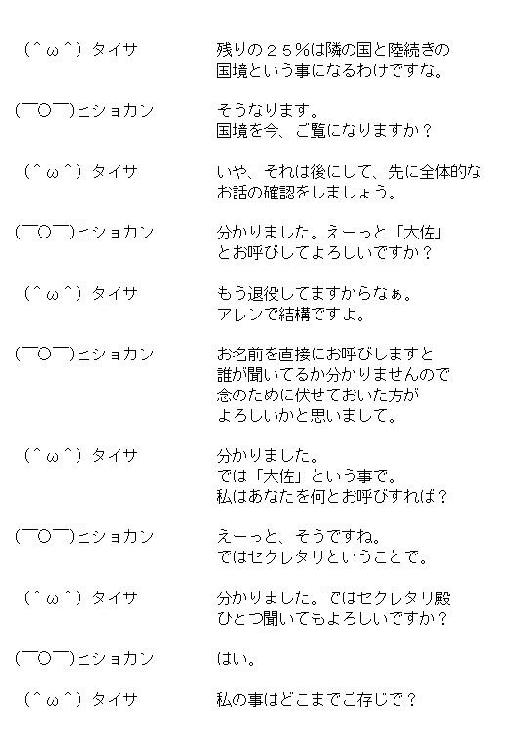 (＾ω＾) タイサ　残りの２５％は隣の国と陸続きの
国境という事になるわけですな。
(￣○￣)ヒショカン　そうなります。
国境を今、ご覧になりますか？
(＾ω＾) タイサ　いや、それは後にして、先に全体的な
お話の確認をしましょう。
(￣○￣)ヒショカン　分かりました。えーっと「大佐」
とお呼びしてよろしいですか？
(＾ω＾) タイサ　もう退役してますからなぁ。
アレンで結構ですよ。
(￣○￣)ヒショカン　お名前を直接にお呼びしますと
誰が聞いてるか分かりませんので
念のために伏せておいた方が
よろしいかと思いまして。
(＾ω＾) タイサ　分かりました。
では「大佐」という事で。
私はあなたを何とお呼びすれば？
(￣○￣)ヒショカン　えーっと、そうですね。
ではセクレタリということで。
(＾ω＾) タイサ　分かりました。ではセクレタリ殿
ひとつ聞いてもよろしいですか？
(￣○￣)ヒショカン　はい。
(＾ω＾) タイサ　私の事はどこまでご存じで？